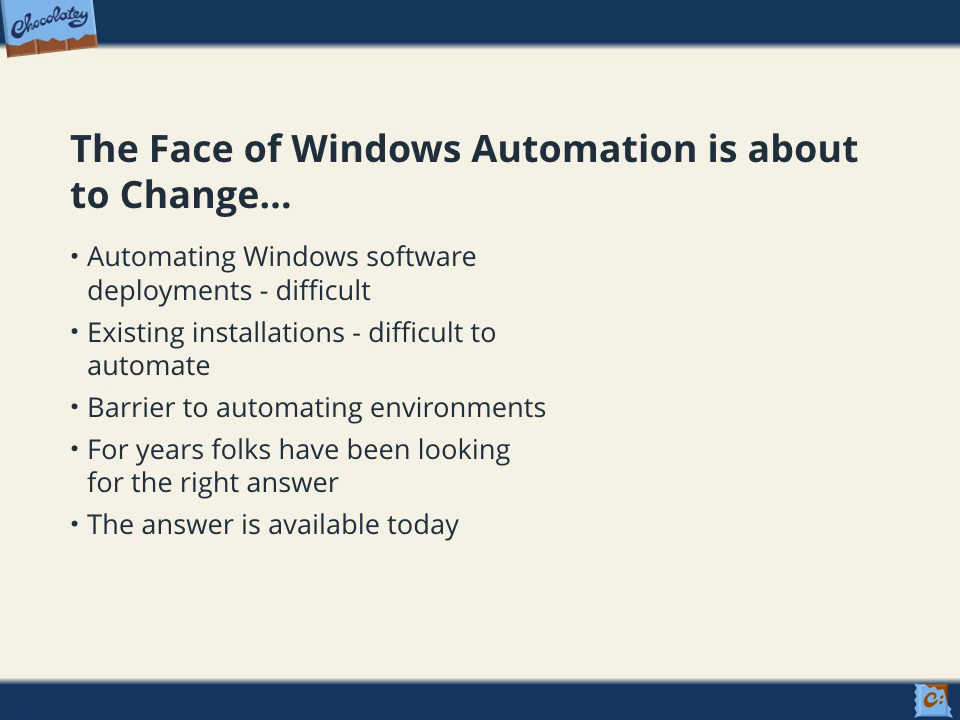 Chocolatey
The Face of Windows Automation is about
to Change...
• Automating Windows software
deployments - difficult
• Existing installations - difficult to
automate
• Barrier to automating environments
• For years folks have been looking
for the right answer
• The answer is available today
C: